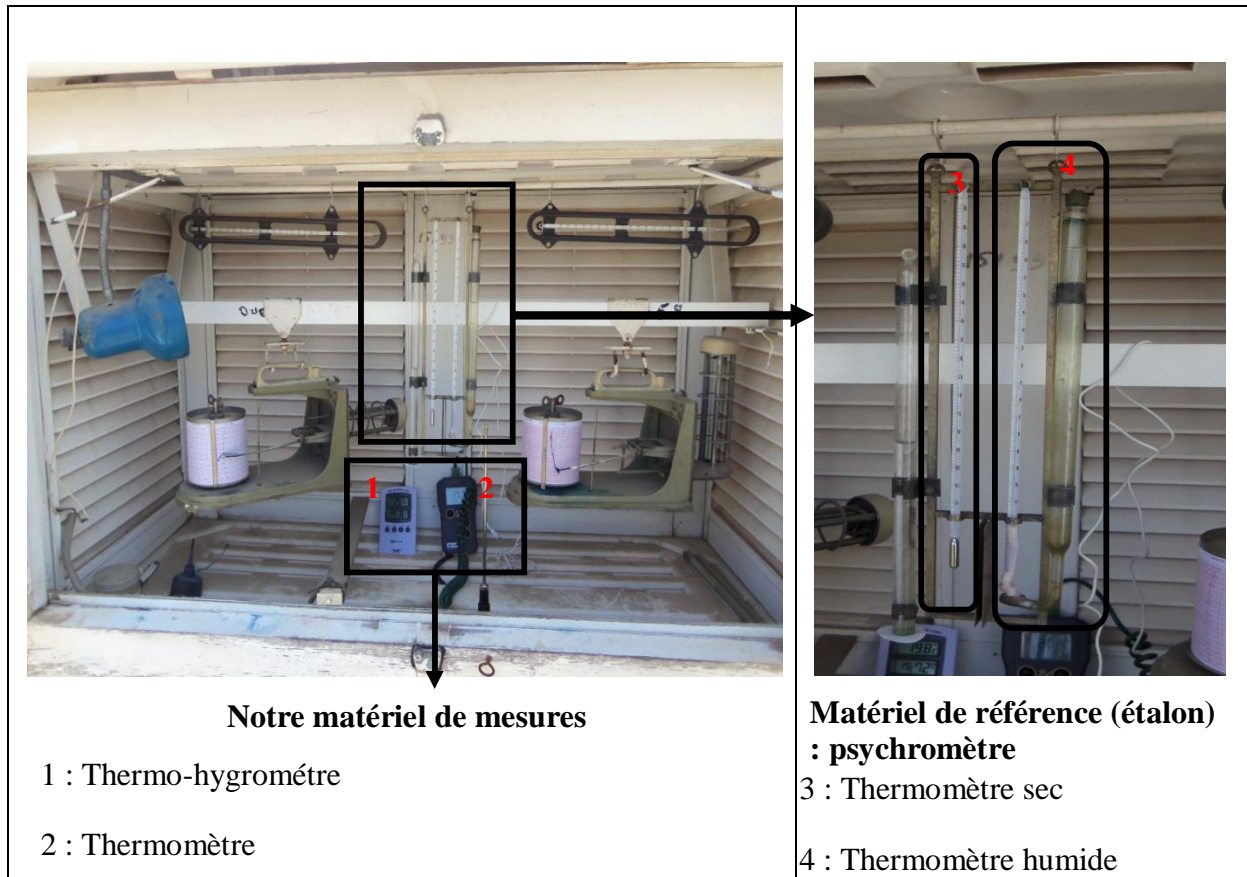 1
2
3
4
Notre matériel de mesures
1 : Thermo-hygrométre
2 : Thermomètre
Matériel de référence (étalon)
: psychromètre
3 : Thermomètre sec
4 : Thermomètre humide